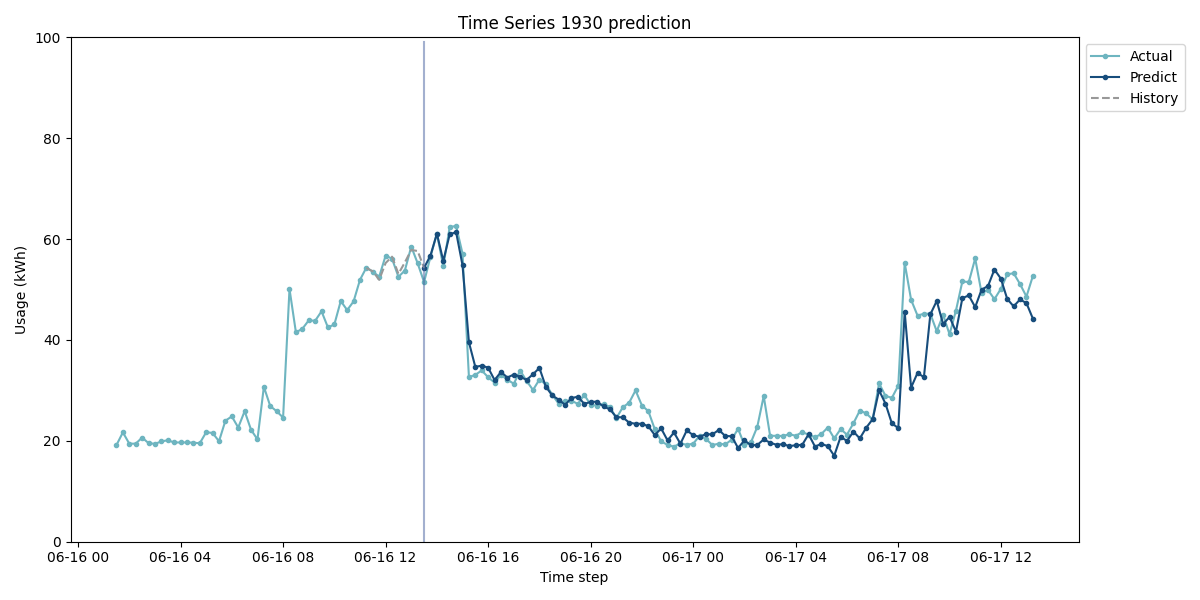 Time Series 1930 prediction
Usage (kWh)
100
80
60
40
20
0
06-16 00
06-16 04
06-16 08
06-16 12
06-16 16
06-16 20
06-17 00
06-17 04
06-17 08
06-17 12
Time step
Actual
Predict
History